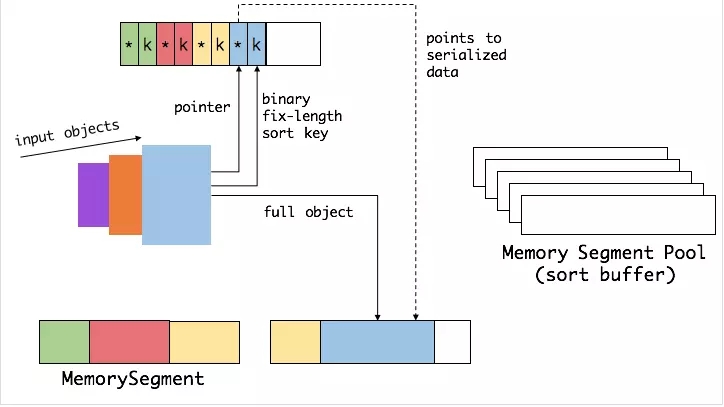 * k * k * k * k
points to
serialized
data
pointer
binary
fix-length
sort key
input objects
full object
Memory Segment Pool
(sort buffer)
MemorySegment